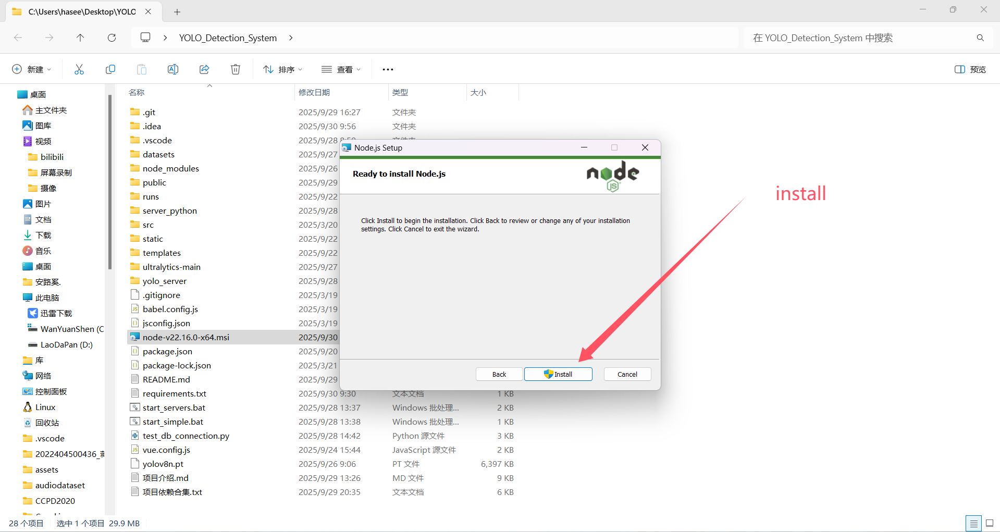 C:\Users\hasee\Desktop\YOLO
YOLO_Detection_System
在 YOLO_Detection_System 中搜索
新建
排序
查看
预览
桌面
主文件夹
图库
视频
bilibili
屏幕录制
摄像
图片
文档
下载
音乐
桌面
安路奚.
此电脑
迅雷下载
WanYuanShen (C
LaoDaPan (D:)
库
网络
控制面板
Linux
回收站
.vscode
2022404500436_
assets
audiodataset
CCPD2020
名称 修改日期 类型 大小
.git 2025/9/29 16:27 文件夹
.idea 2025/9/30 9:56 文件夹
.vscode 2025/9/28 8:50 文件夹
datasets 2025/9/27
node_modules 2025/9/26
public 2025/9/29
runs 2025/9/22
server_python 2025/9/28
src 2025/3/20
static 2025/9/22
templates 2025/9/22
ultralytics-main 2025/9/27
yolo_server 2025/9/28
.gitignore 2025/3/19
babel.config.js 2025/3/19
jsconfig.json 2025/3/19
node-v22.16.0-x64.msi 2025/9/30
package.json 2025/9/20
package-lock.json 2025/3/21
README.md 2025/9/29
requirements.txt 2025/9/30 9:30 文本文档 1 KB
start_servers.bat 2025/9/28 13:37 Windows 批处理... 2 KB
start_simple.bat 2025/9/28 13:38 Windows 批处理... 1 KB
test_db_connection.py 2025/9/28 14:42 Python 源文件 3 KB
vue.config.js 2025/9/24 15:44 JavaScript 源文件 2 KB
yolov8n.pt 2025/9/26 9:06 PT 文件 6,397 KB
项目介绍.md 2025/9/29 13:26 MD 文件 9 KB
项目依赖合集.txt 2025/9/29 20:35 文本文档 6 KB
Node.js Setup
Ready to install Node.js
node
JS
Click Install to begin the installation. Click Back to review or change any of your installation
settings. Click Cancel to exit the wizard.
Back
Install
Cancel
install
28 个项目 选中 1 个项目 29.9 MB